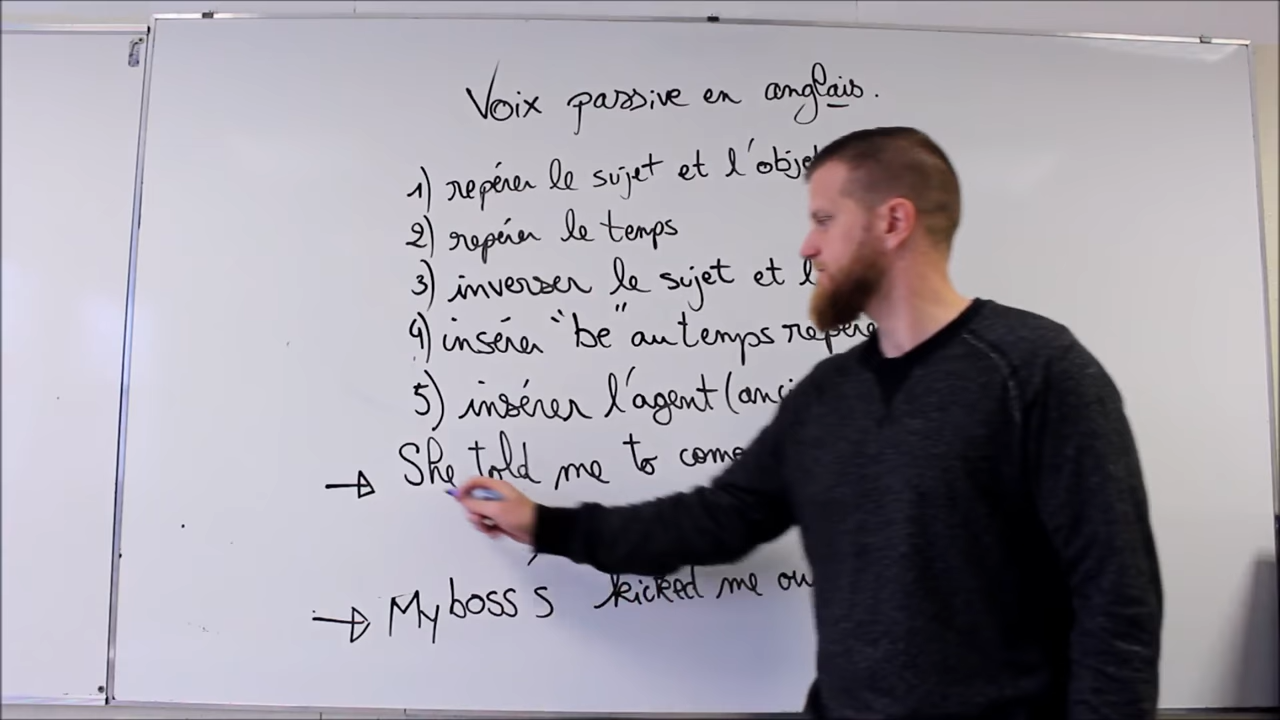 Voix passive en anglais.
1) repérer le sujet et l'objet
2) repérer le temps
3) inverser le sujet et l
4) insérer "be" au temps repéré
5) insérer l'agent (anci
→ She told me to come
→ My boss's kicked me ou